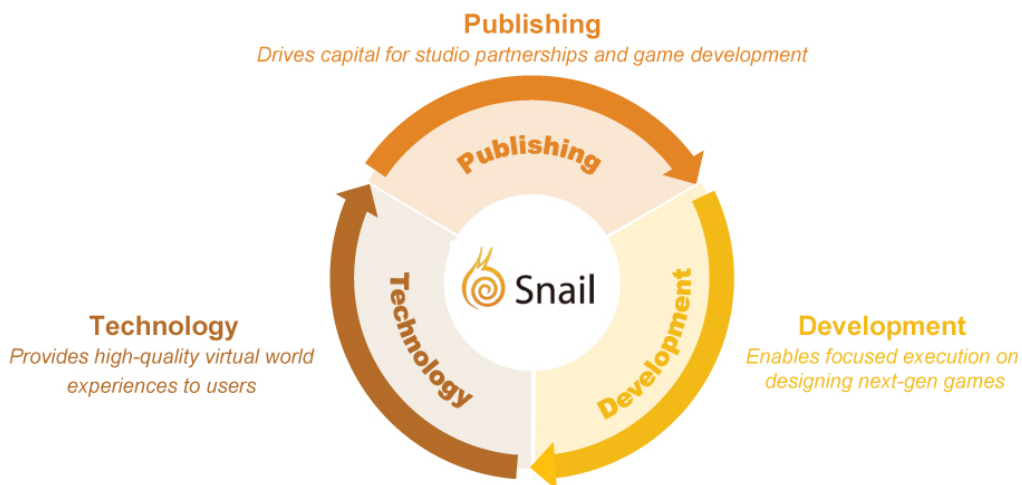 Publishing
Drives capital for studio partnerships and game development
Publishing
Technology
Snail
Development
Technology
Provides high-quality virtual world
experiences to users
Development
Enables focused execution on
designing next-gen games